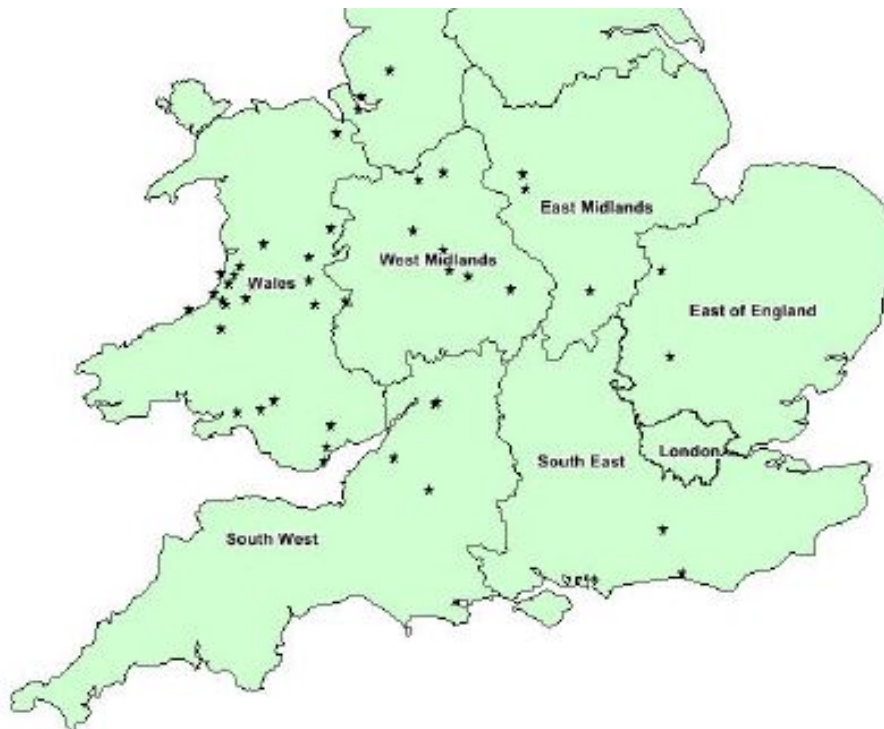 East Midlands
West Midlands
Wales
East of England
London
South East
South West